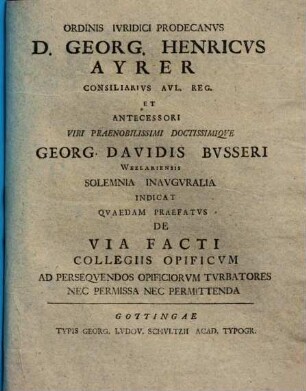 ORDINIS IVRIDICI PRODECANVS
D. GEORG. HENRICVS
AYRER
CONSILIARIVS AVL. REG.
ET
ANTECESSORI
VIRI PRAENOBILISSIMI DOCTISSIMIQVE
GEORG. DAVIDIS BVSSERI
WEZLARIENSIS
SOLEMNIA INAVGVRALIA
INDICAT
QVAEDAM PRAEFATVS
DE
VIA FACTI
COLLEGIIS OPIFICVM
AD PERSEQVENDOS OPIFICIORVM TVRBATORES
NEC PERMISSA NEC PERMITTENDA
GOTTINGAE
TYPIS GEORG. LVDOV. SCHVLTZII ACAD. TYPOGR.